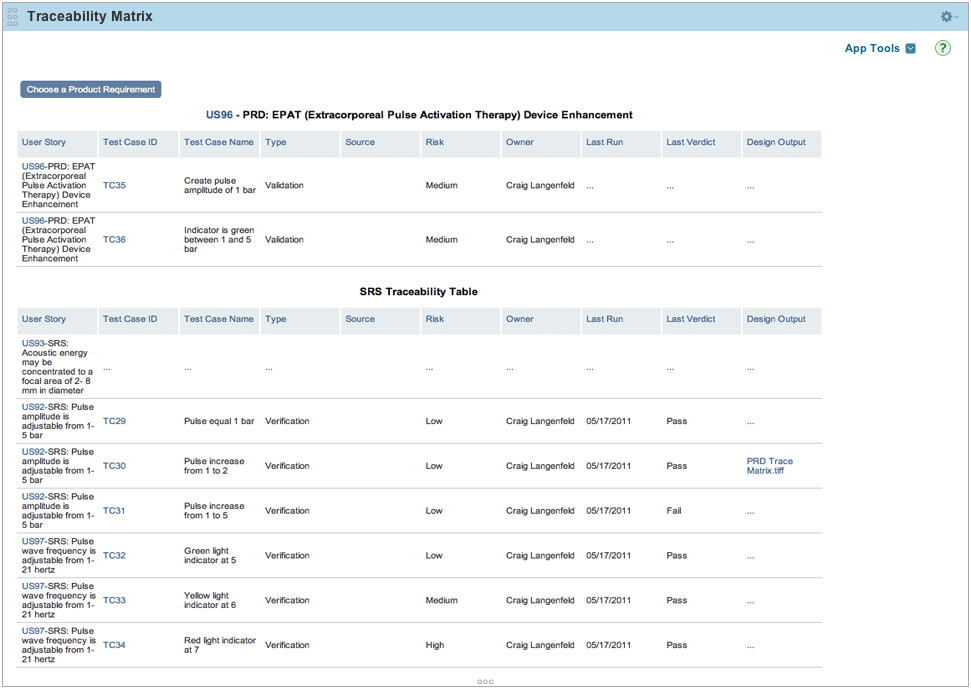 Traceability Matrix
App Tools
?
Choose a Product Requirement
US96 - PRD: EPAT (Extracorporeal Pulse Activation Therapy) Device Enhancement
User Story Test Case ID Test Case Name Type Source Risk Owner Last Run Last Verdict Design Output
US96-PRD: EPAT
(Extracorporeal
Pulse Activation
Therapy) Device
Enhancement
TC35
Create pulse
amplitude of 1 bar
Validation Medium Craig Langenfeld ... ... ...
US96-PRD: EPAT
(Extracorporeal
Pulse Activation
Therapy) Device
Enhancement
TC36
Indicator is green
between 1 and 5
bar
Validation Medium Craig Langenfeld ... ... ...
SRS Traceability Table
User Story Test Case ID Test Case Name Type Source Risk Owner Last Run Last Verdict Design Output
US93-SRS:
Acoustic energy
may be
concentrated to a
focal area of 2- 8
mm in diameter
... ... ... ... ... ... ... ...
US92-SRS: Pulse
amplitude is
adjustable from 1-
5 bar
TC29 Pulse equal 1 bar Verification Low Craig Langenfeld 05/17/2011 Pass ...
US92-SRS: Pulse
amplitude is
adjustable from 1-
5 bar
TC30
Pulse increase
from 1 to 2
Verification Low Craig Langenfeld 05/17/2011 Pass
PRD Trace
Matrix.tiff
US92-SRS: Pulse
amplitude is
adjustable from 1-
5 bar
TC31
Pulse increase
from 1 to 5
Verification Low Craig Langenfeld 05/17/2011 Fail ...
US97-SRS: Pulse
wave frequency is
adjustable from 1-
21 hertz
TC32
Green light
indicator at 5
Verification Low Craig Langenfeld 05/17/2011 Pass ...
US97-SRS: Pulse
wave frequency is
adjustable from 1-
21 hertz
TC33
Yellow light
indicator at 6
Verification Medium Craig Langenfeld 05/17/2011 Pass ...
US97-SRS: Pulse
wave frequency is
adjustable from 1-
21 hertz
TC34
Red light indicator
at 7
Verification High Craig Langenfeld 05/17/2011 Pass ...